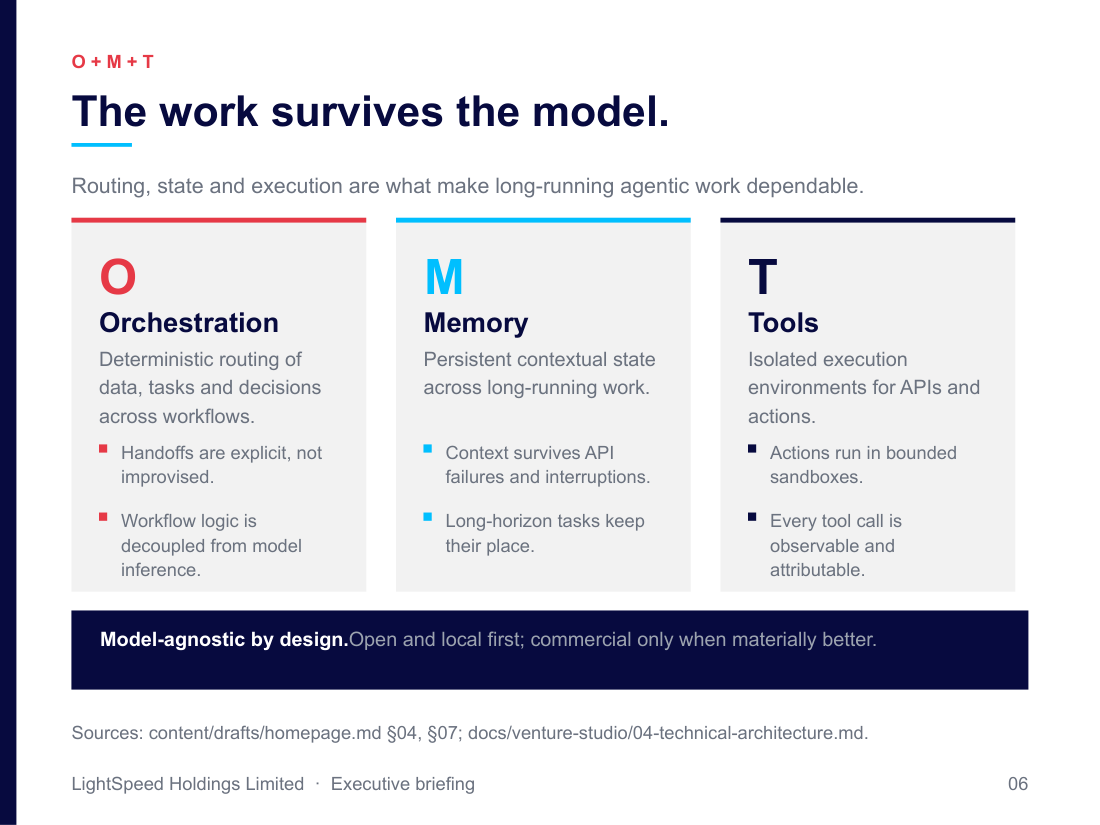 O + M + T
The work survives the model.
Routing, state and execution are what make long-running agentic work dependable.
O
Orchestration
Deterministic routing of
data, tasks and decisions
across workflows.
Handoffs are explicit, not
improvised.
Workflow logic is
decoupled from model
inference.
M
Memory
Persistent contextual state
across long-running work.
Context survives API
failures and interruptions.
Long-horizon tasks keep
their place.
T
Tools
Isolated execution
environments for APIs and
actions.
Actions run in bounded
sandboxes.
Every tool call is
observable and
attributable.
Model-agnostic by design.Open and local first; commercial only when materially better.
Sources: content/drafts/homepage.md §04, §07; docs/venture-studio/04-technical-architecture.md.
LightSpeed Holdings Limited · Executive briefing
06